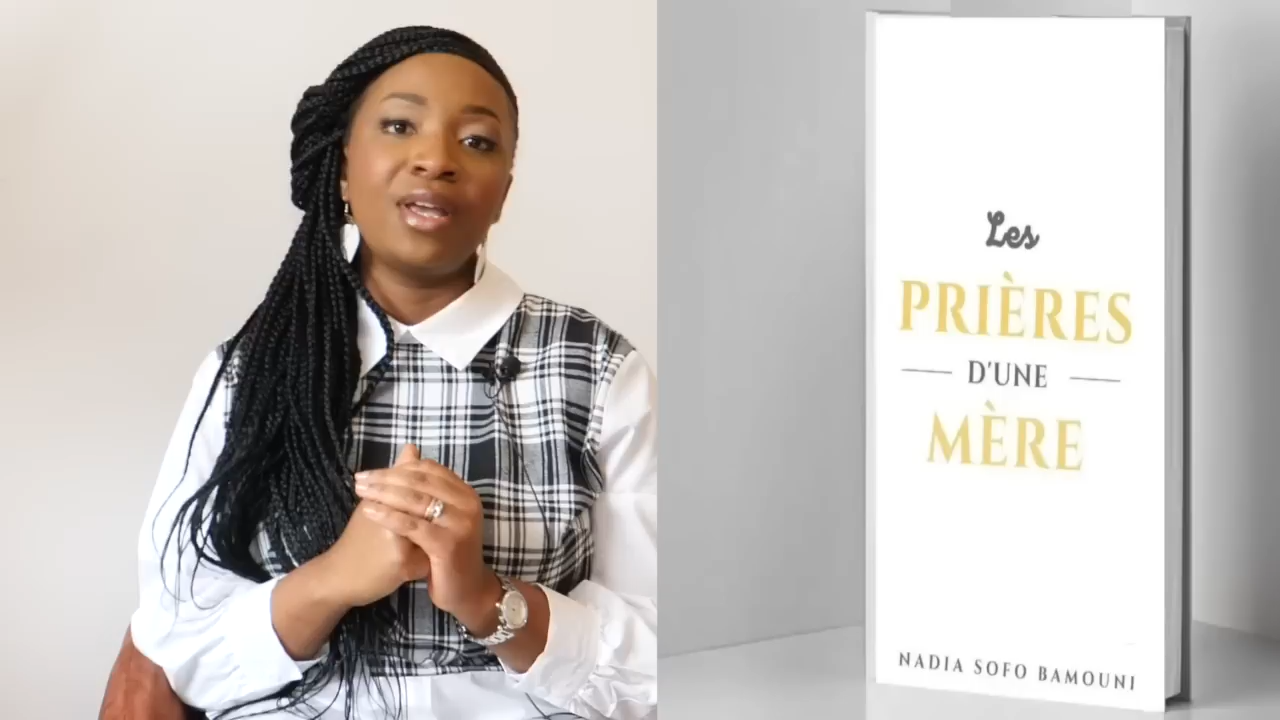 Les
PRIÈRES
D'UNE
MÈRE
NADIA SOFO BAMOUNI